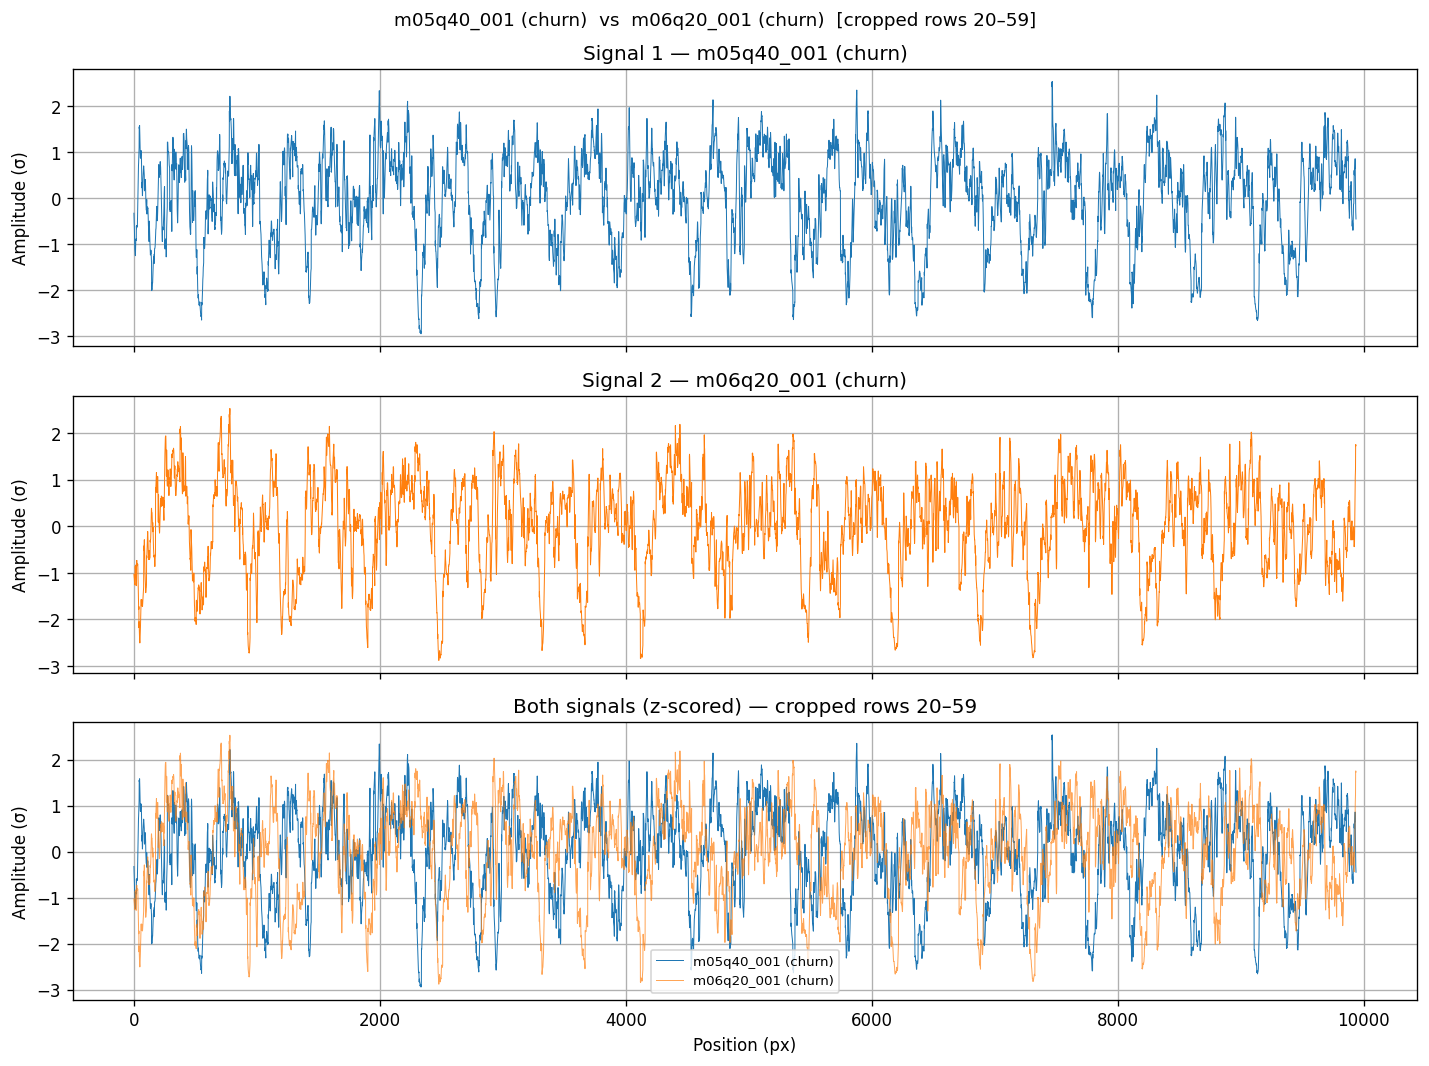 m05q40_001 (churn)  vs  m06q20_001 (churn)  [cropped rows 20–59]
Signal 1 — m05q40_001 (churn)
Amplitude (σ)
2
1
0
−1
−2
−3
Signal 2 — m06q20_001 (churn)
Amplitude (σ)
2
1
0
−1
−2
−3
Both signals (z-scored) — cropped rows 20–59
Amplitude (σ)
2
1
0
−1
−2
−3
m05q40_001 (churn)
m06q20_001 (churn)
0 2000 4000 6000 8000 10000
Position (px)